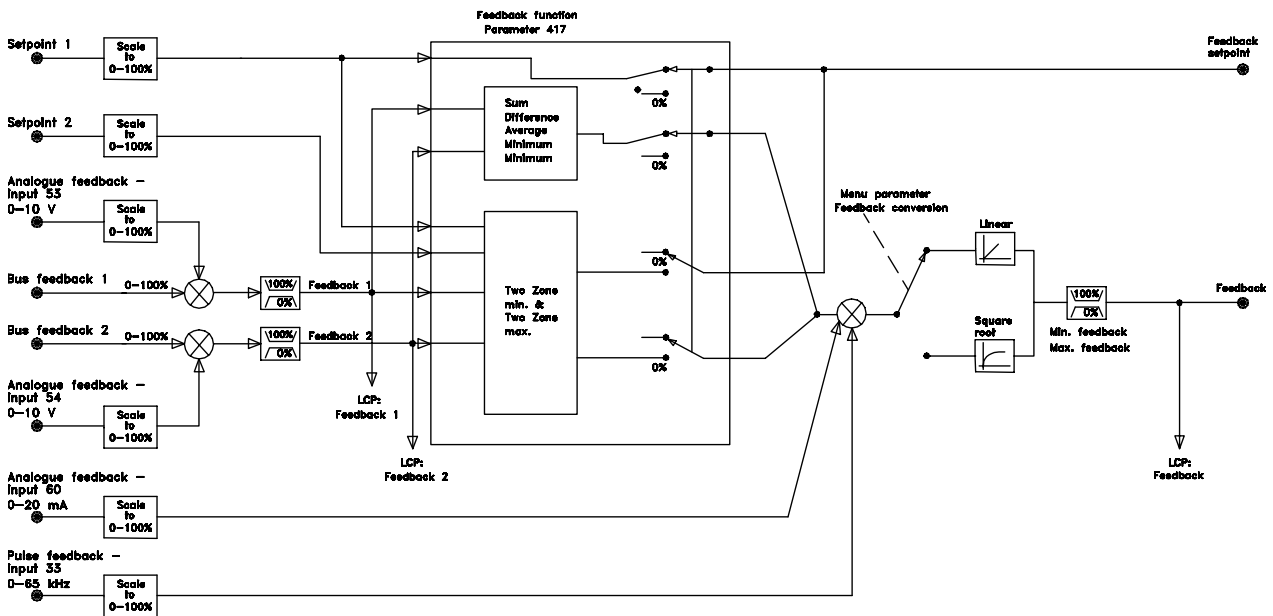 Feedback function
Parameter 417
Setpoint 1
Scale
to
0-100%
Feedback
setpoint
0%
Sum
Difference
Average
Minimum
Minimum
0%
Setpoint 2
Scale
to
0-100%
Analogue feedback -
input 53
0-10 V
Scale
to
0-100%
Menu parameter
Feedback conversion
Linear
0%
Bus feedback 1
0-100%
100%
0%
Feedback 1
Two Zone
min. &
Two Zone
max.
100%
0%
Feedback
Bus feedback 2
0-100%
100%
0%
Feedback 2
Square
root
Min. feedback
Max. feedback
0%
Analogue feedback -
input 54
0-10 V
Scale
to
0-100%
LCP:
Feedback 1
LCP:
Feedback 2
LCP:
Feedback
Analogue feedback -
input 60
0-20 mA
Scale
to
0-100%
Pulse feedback -
input 33
0-65 kHz
Scale
to
0-100%